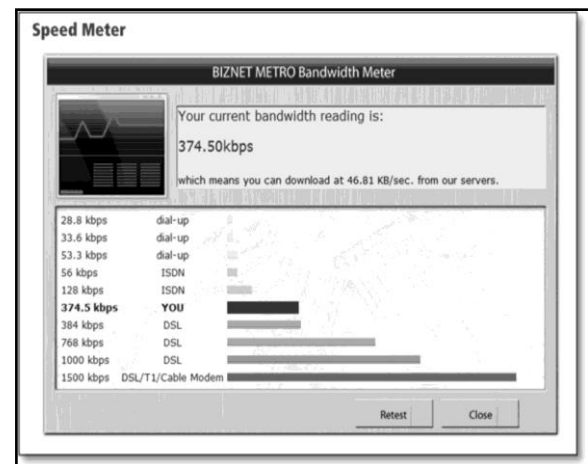 Speed Meter
BIZNET METRO Bandwidth Meter
Your current bandwidth reading is:
374.50kbps
which means you can download at 46.81 KB/sec. from our servers.
28.8 kbps dial-up
33.6 kbps dial-up
53.3 kbps dial-up
56 kbps ISDN
128 kbps ISDN
374.5 kbps YOU
384 kbps DSL
768 kbps DSL
1000 kbps DSL
1500 kbps DSL/T1/Cable Modem
Retest Close